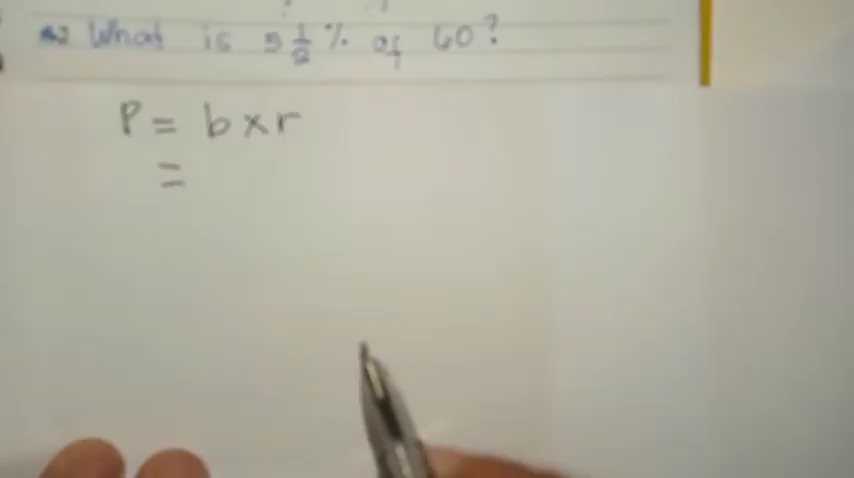 What is 5 1/2 % of 60?
P = b x r
=